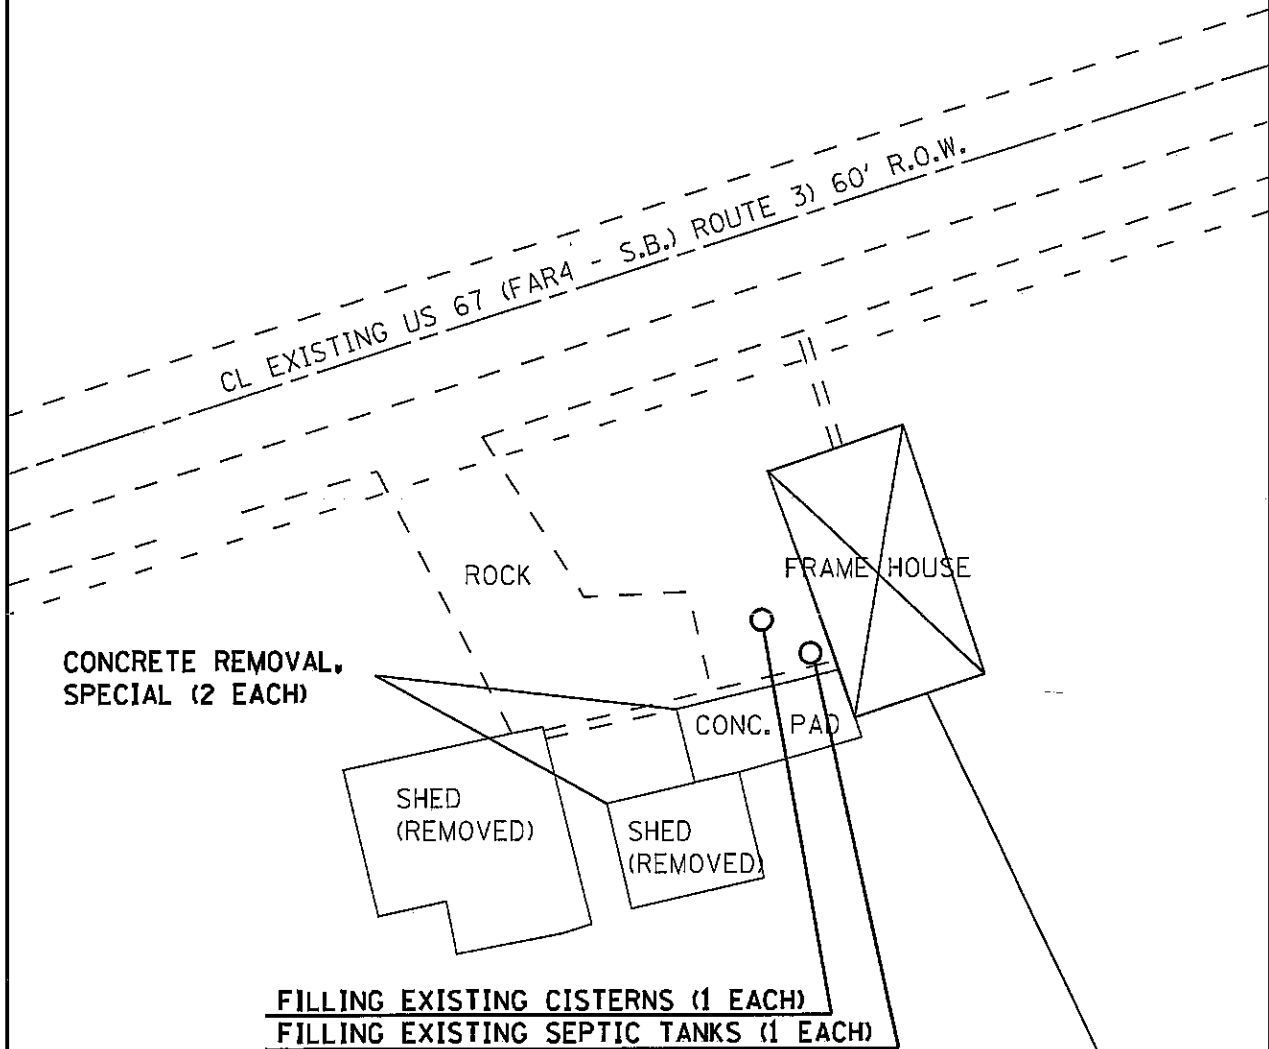 CL EXISTING US 67 (FAR4 - S.B.) ROUTE 3) 60' R.O.W.
ROCK
FRAME HOUSE
CONCRETE REMOVAL,
SPECIAL (2 EACH)
CONC. PAD
SHED
(REMOVED)
SHED
(REMOVED)
FILLING EXISTING CISTERNS (1 EACH)
FILLING EXISTING SEPTIC TANKS (1 EACH)